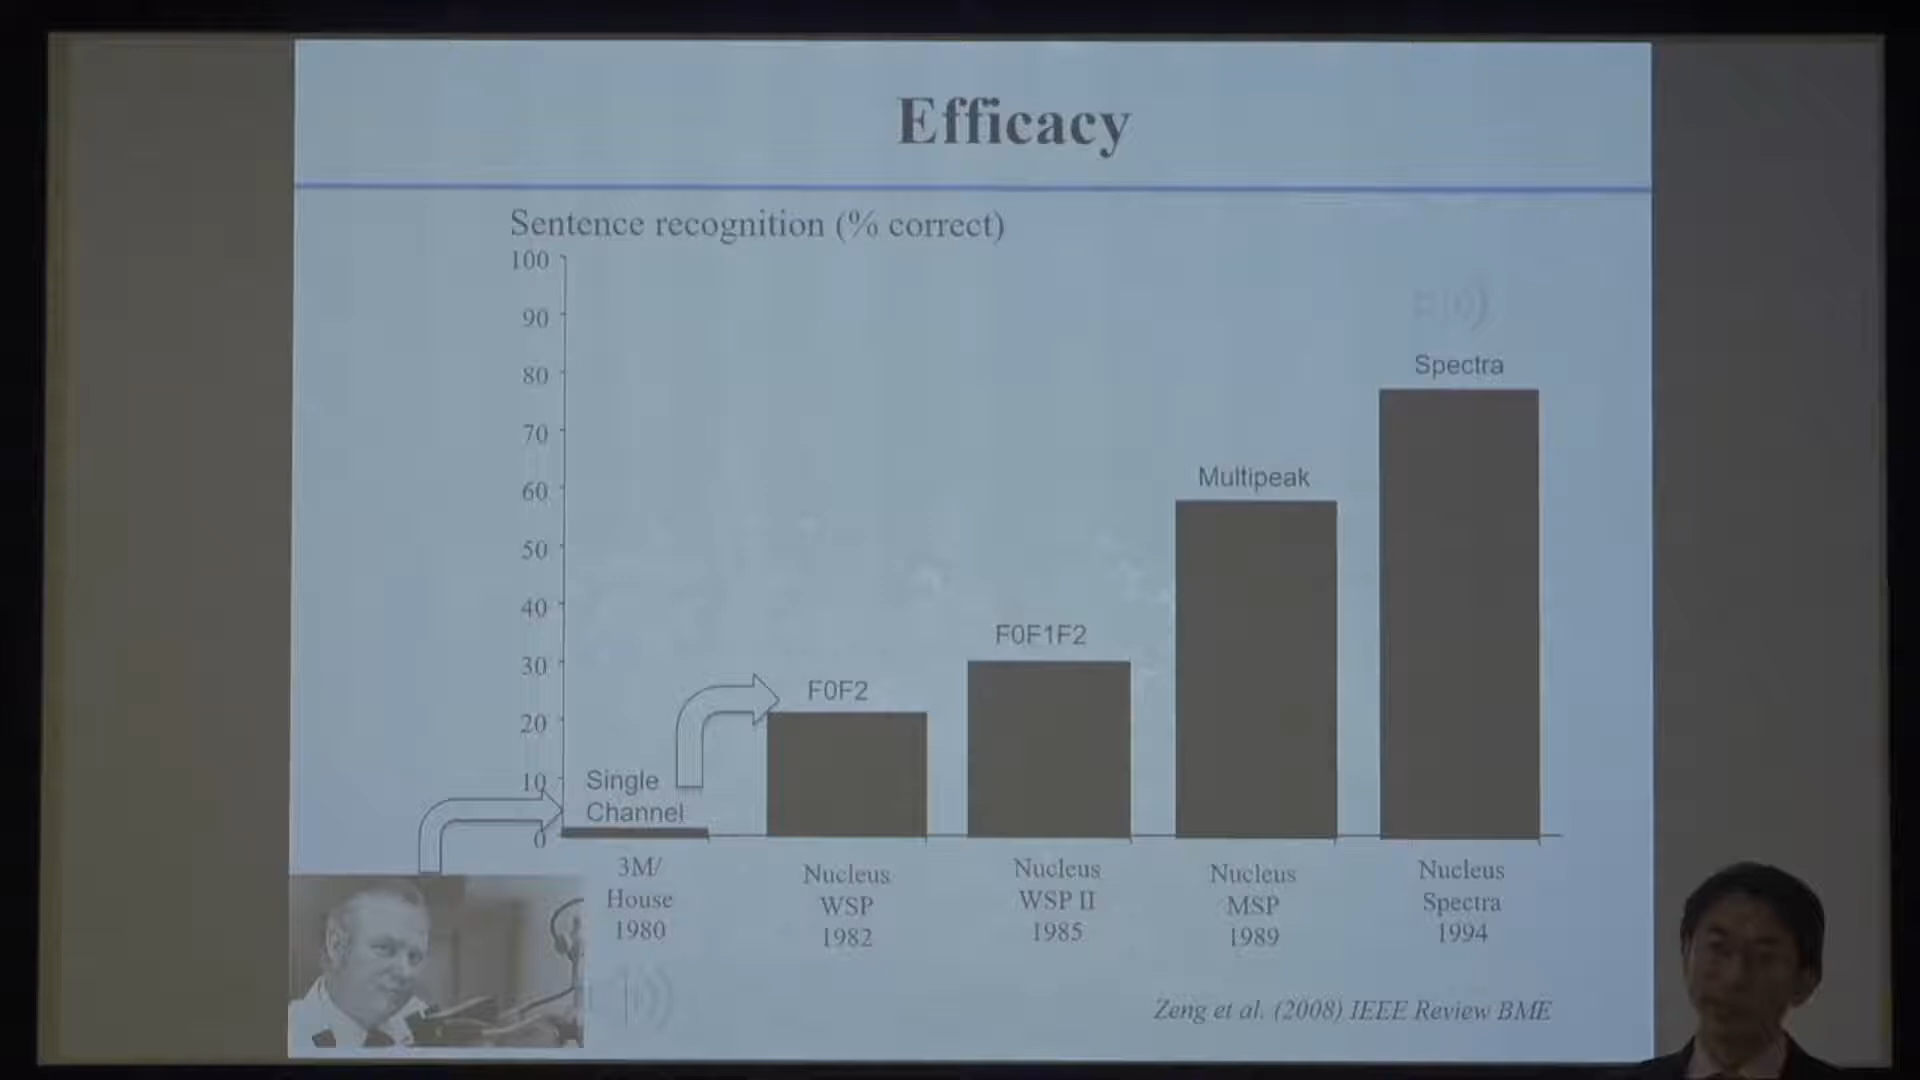 Efficacy
Sentence recognition (% correct)
100
90
80
70
60
50
40
30
20
10
0
Single
Channel
F0F2
F0F1F2
Multipeak
Spectra
3M/
House
1980
Nucleus
WSP
1982
Nucleus
WSP II
1985
Nucleus
MSP
1989
Nucleus
Spectra
1994
Zeng et al. (2008) IEEE Review BME